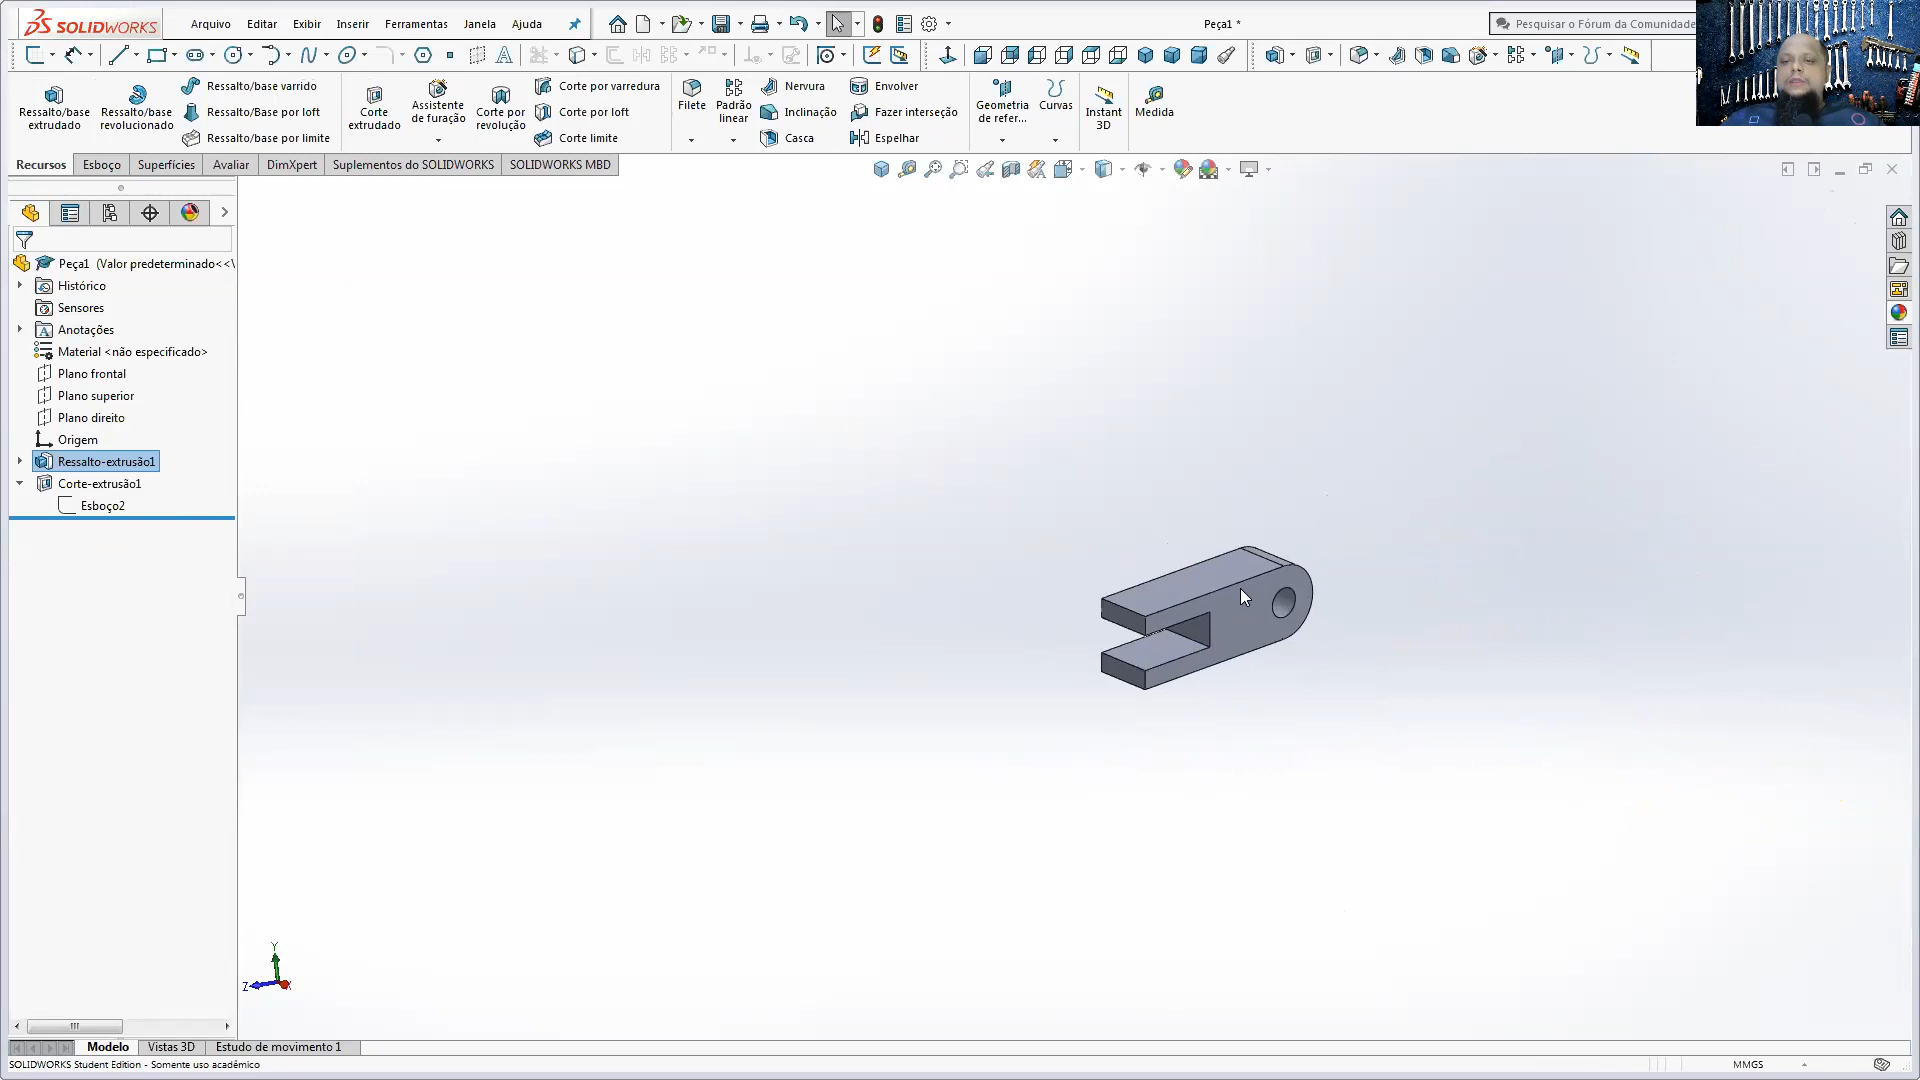 SOLIDWORKS
Arquivo Editar Exibir Inserir Ferramentas Janela Ajuda
Peça1 *
Pesquisar o Fórum da Comunidade
Ressalto/base extrudado
Ressalto/base revolucionado
Ressalto/base varrido
Ressalto/base por loft
Ressalto/base por limite
Corte extrudado
Assistente de furação
Corte por revolução
Corte por varredura
Corte por loft
Corte limite
Filete
Padrão linear
Nervura
Inclinação
Casca
Envolver
Fazer interseção
Espelhar
Geometria de refer...
Curvas
Instant 3D
Medida
Recursos Esboço Superfícies Avaliar DimXpert Suplementos do SOLIDWORKS SOLIDWORKS MBD
Peça1 (Valor predeterminado<<\
Histórico
Sensores
Anotações
Material <não especificado>
Plano frontal
Plano superior
Plano direito
Origem
Ressalto-extrusão1
Corte-extrusão1
Esboço2
Y
Z
Modelo Vistas 3D Estudo de movimento 1
SOLIDWORKS Student Edition - Somente uso acadêmico
MMGS